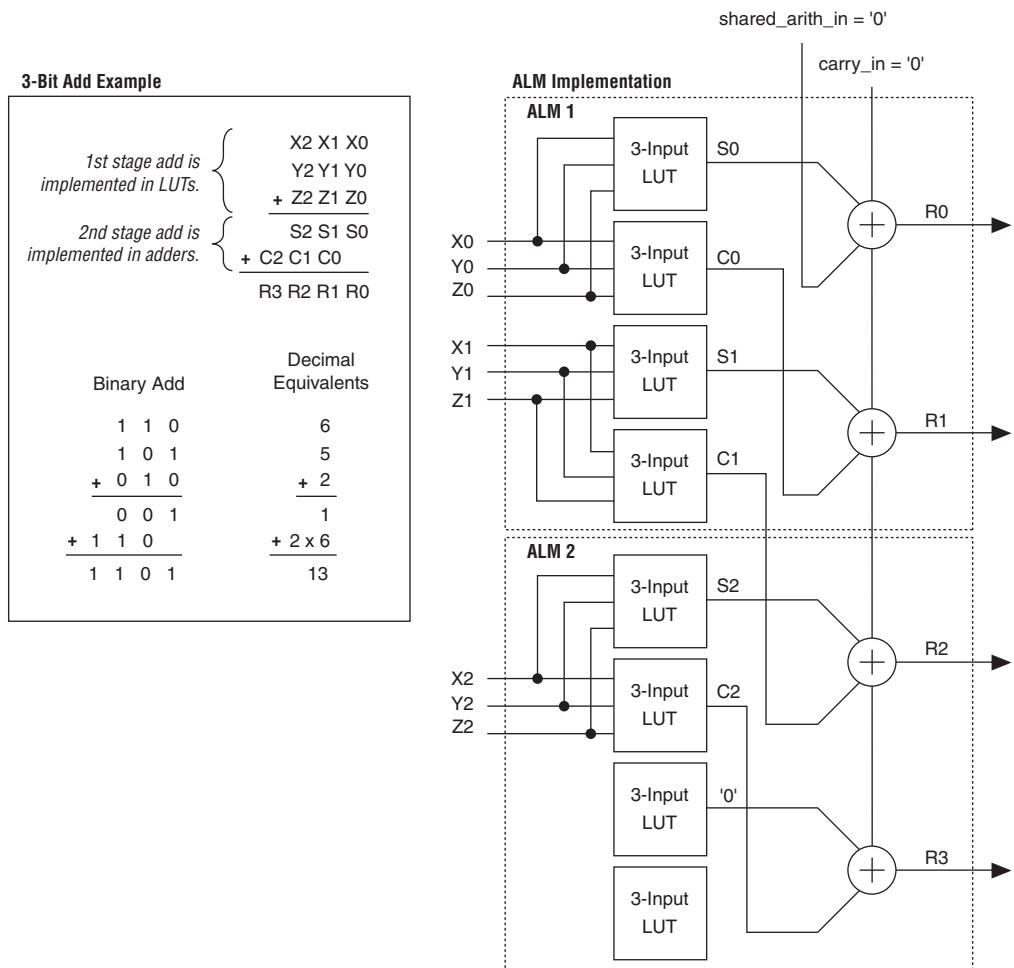 shared_arith_in = '0'
carry_in = '0'
3-Bit Add Example
1st stage add is
implemented in LUTs.
X2 X1 X0
Y2 Y1 Y0
+ Z2 Z1 Z0
2nd stage add is
implemented in adders.
S2 S1 S0
+ C2 C1 C0
R3 R2 R1 R0
Binary Add
1 1 0
1 0 1
+ 0 1 0
0 0 1
+ 1 1 0
1 1 0 1
Decimal
Equivalents
6
5
+ 2
1
+ 2 x 6
13
ALM Implementation
ALM 1
3-Input
LUT
S0
R0
X0
Y0
Z0
3-Input
LUT
C0
X1
Y1
Z1
3-Input
LUT
S1
R1
3-Input
LUT
C1
ALM 2
3-Input
LUT
S2
R2
X2
Y2
Z2
3-Input
LUT
C2
3-Input
LUT
'0'
R3
3-Input
LUT